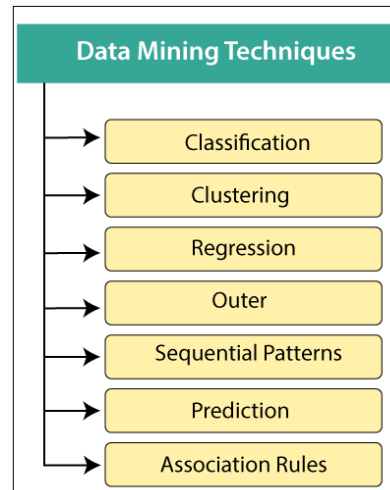 Data Mining Techniques
Classification
Clustering
Regression
Outer
Sequential Patterns
Prediction
Association Rules